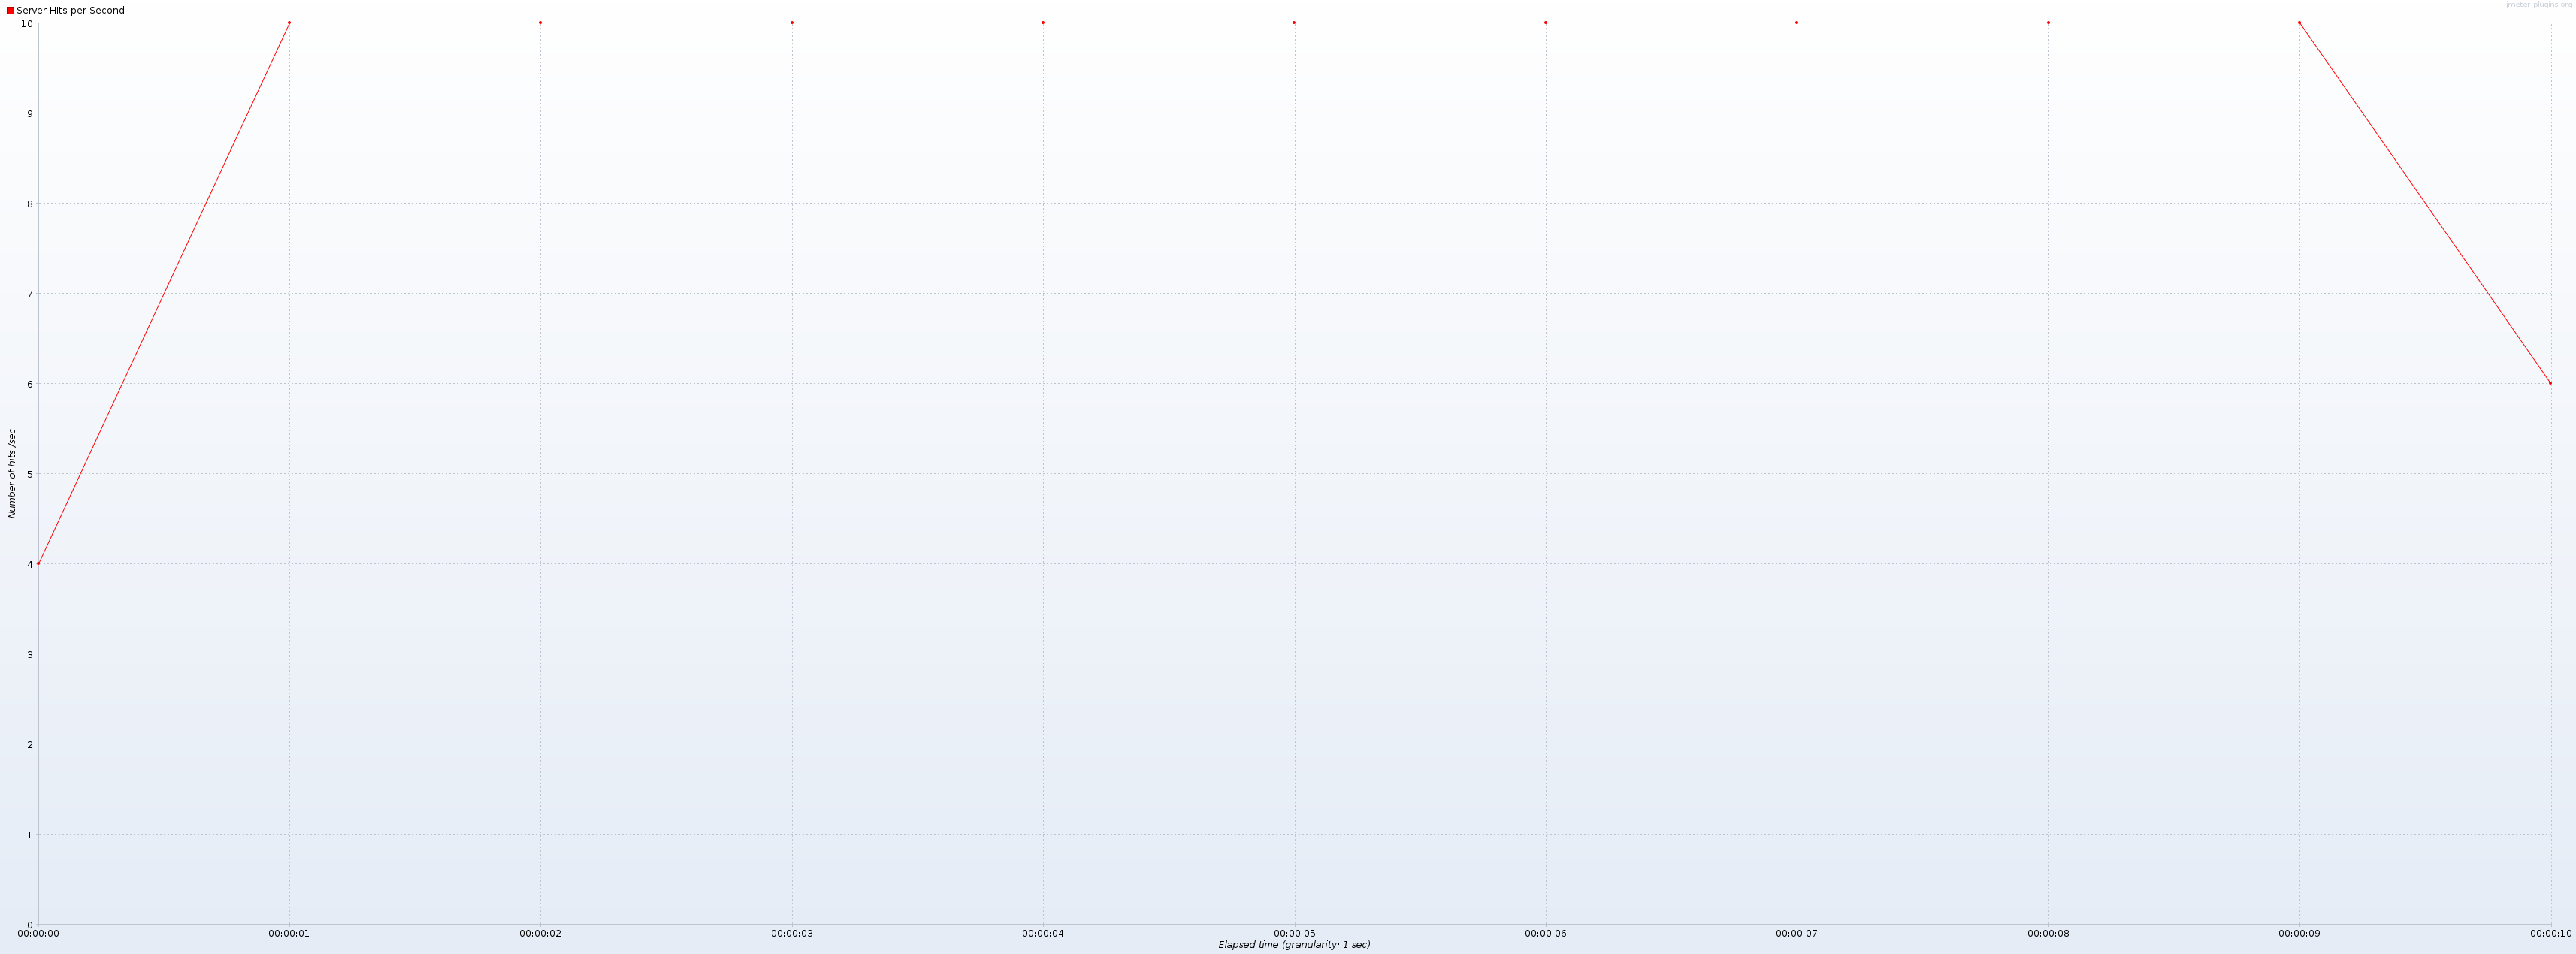 Server Hits per Second
jmeter-plugins.org
10
9
8
7
6
5
4
3
2
1
0
Number of hits /sec
00:00:00 00:00:01 00:00:02 00:00:03 00:00:04 00:00:05 00:00:06 00:00:07 00:00:08 00:00:09 00:00:10
Elapsed time (granularity: 1 sec)